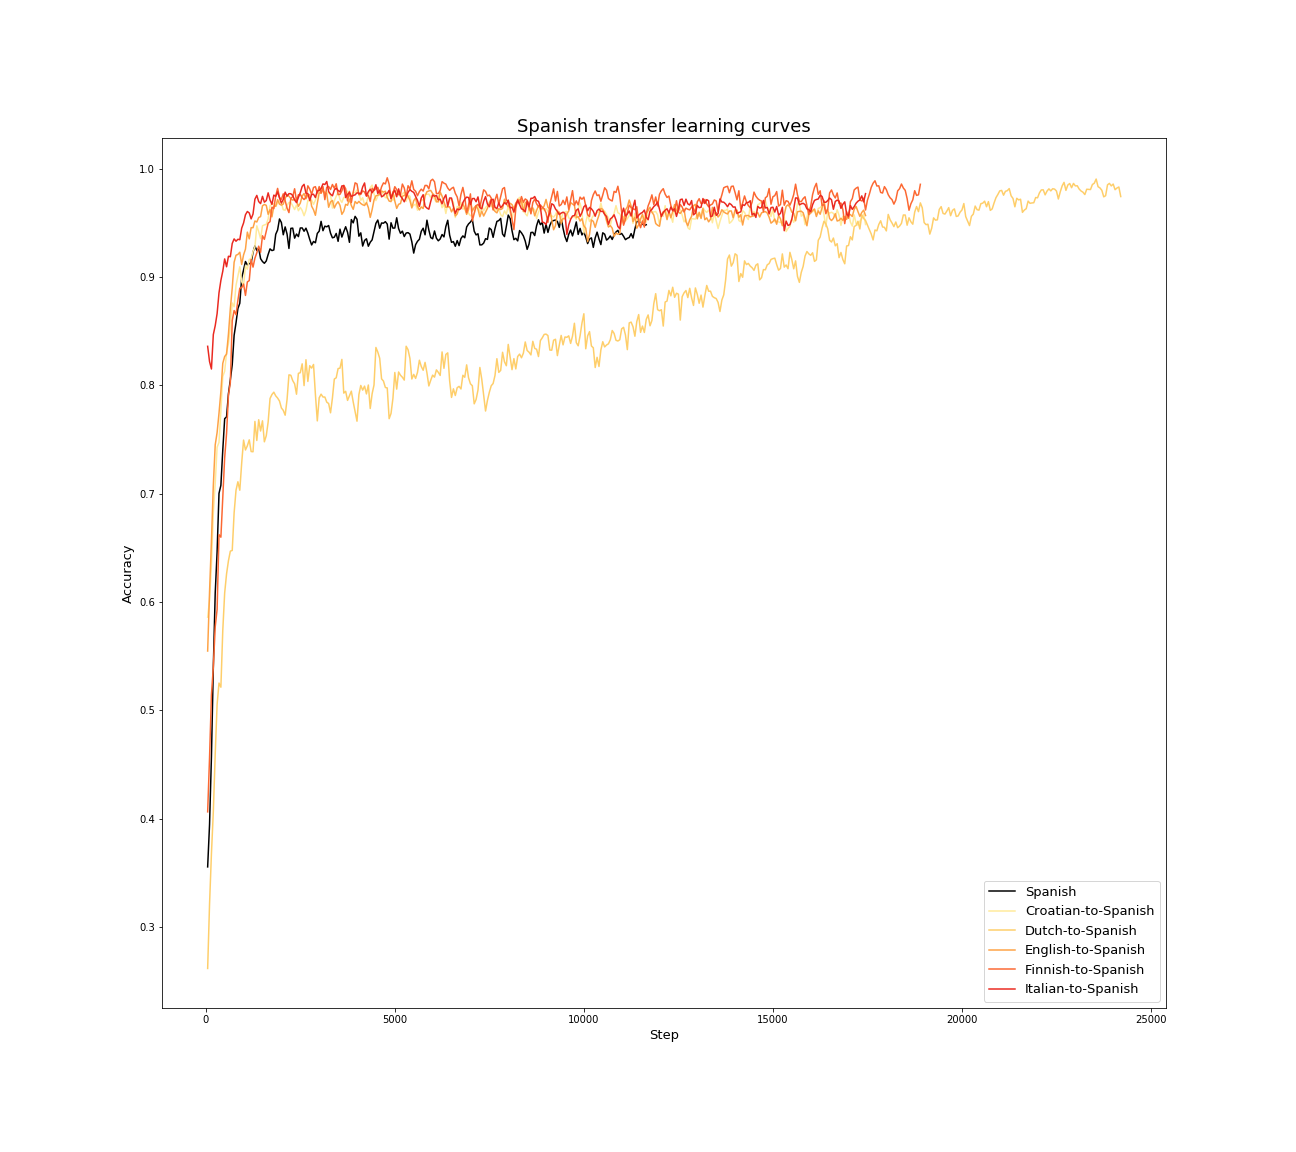 Spanish transfer learning curves
1.0
0.9
0.8
0.7
0.6
0.5
0.4
0.3
Accuracy
0
5000
10000
15000
20000
25000
Step
Spanish
Croatian-to-Spanish
Dutch-to-Spanish
English-to-Spanish
Finnish-to-Spanish
Italian-to-Spanish